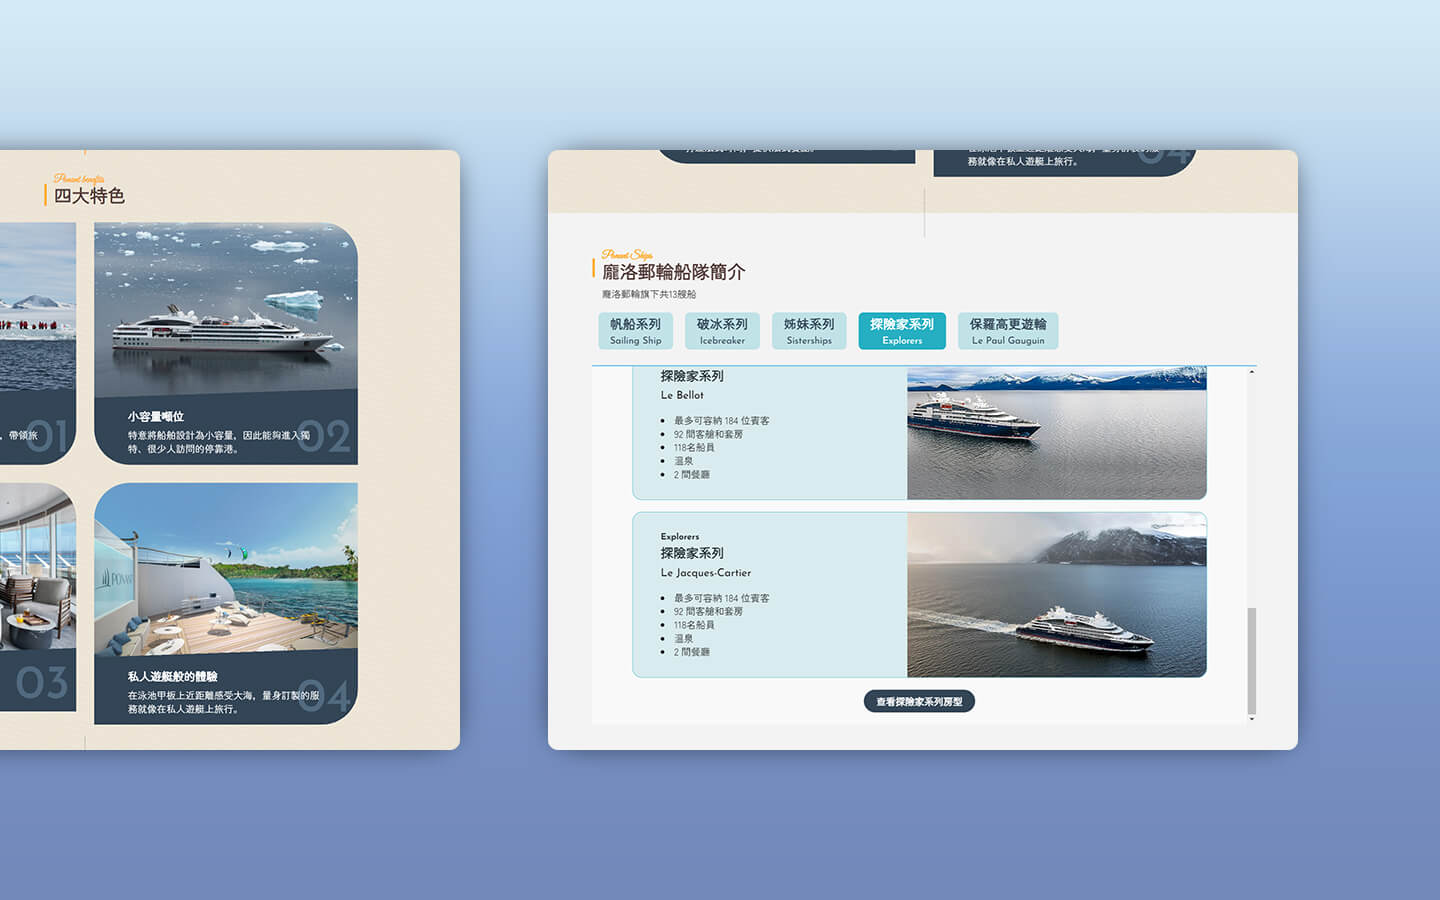 Ponant benefits
四大特色
，帶領旅
01
小容量噸位
特意將船舶設計為小容量，因此能夠進入獨
特、很少人訪問的停靠港。
02
03
PONANT
私人遊艇般的體驗
在泳池甲板上近距離感受大海，量身訂製的服
務就像在私人遊艇上旅行。
04
務就像在私人遊艇上旅行。
04
Ponant Ships
龐洛郵輪船隊簡介
龐洛郵輪旗下共13艘船
帆船系列
Sailing Ship
破冰系列
Icebreaker
姊妹系列
Sisterships
探險家系列
Explorers
保羅高更遊輪
Le Paul Gauguin
探險家系列
Le Bellot
最多可容納 184 位賓客
92 間客艙和套房
118名船員
溫泉
2 間餐廳
Explorers
探險家系列
Le Jacques-Cartier
最多可容納 184 位賓客
92 間客艙和套房
118名船員
溫泉
2 間餐廳
查看探險家系列房型